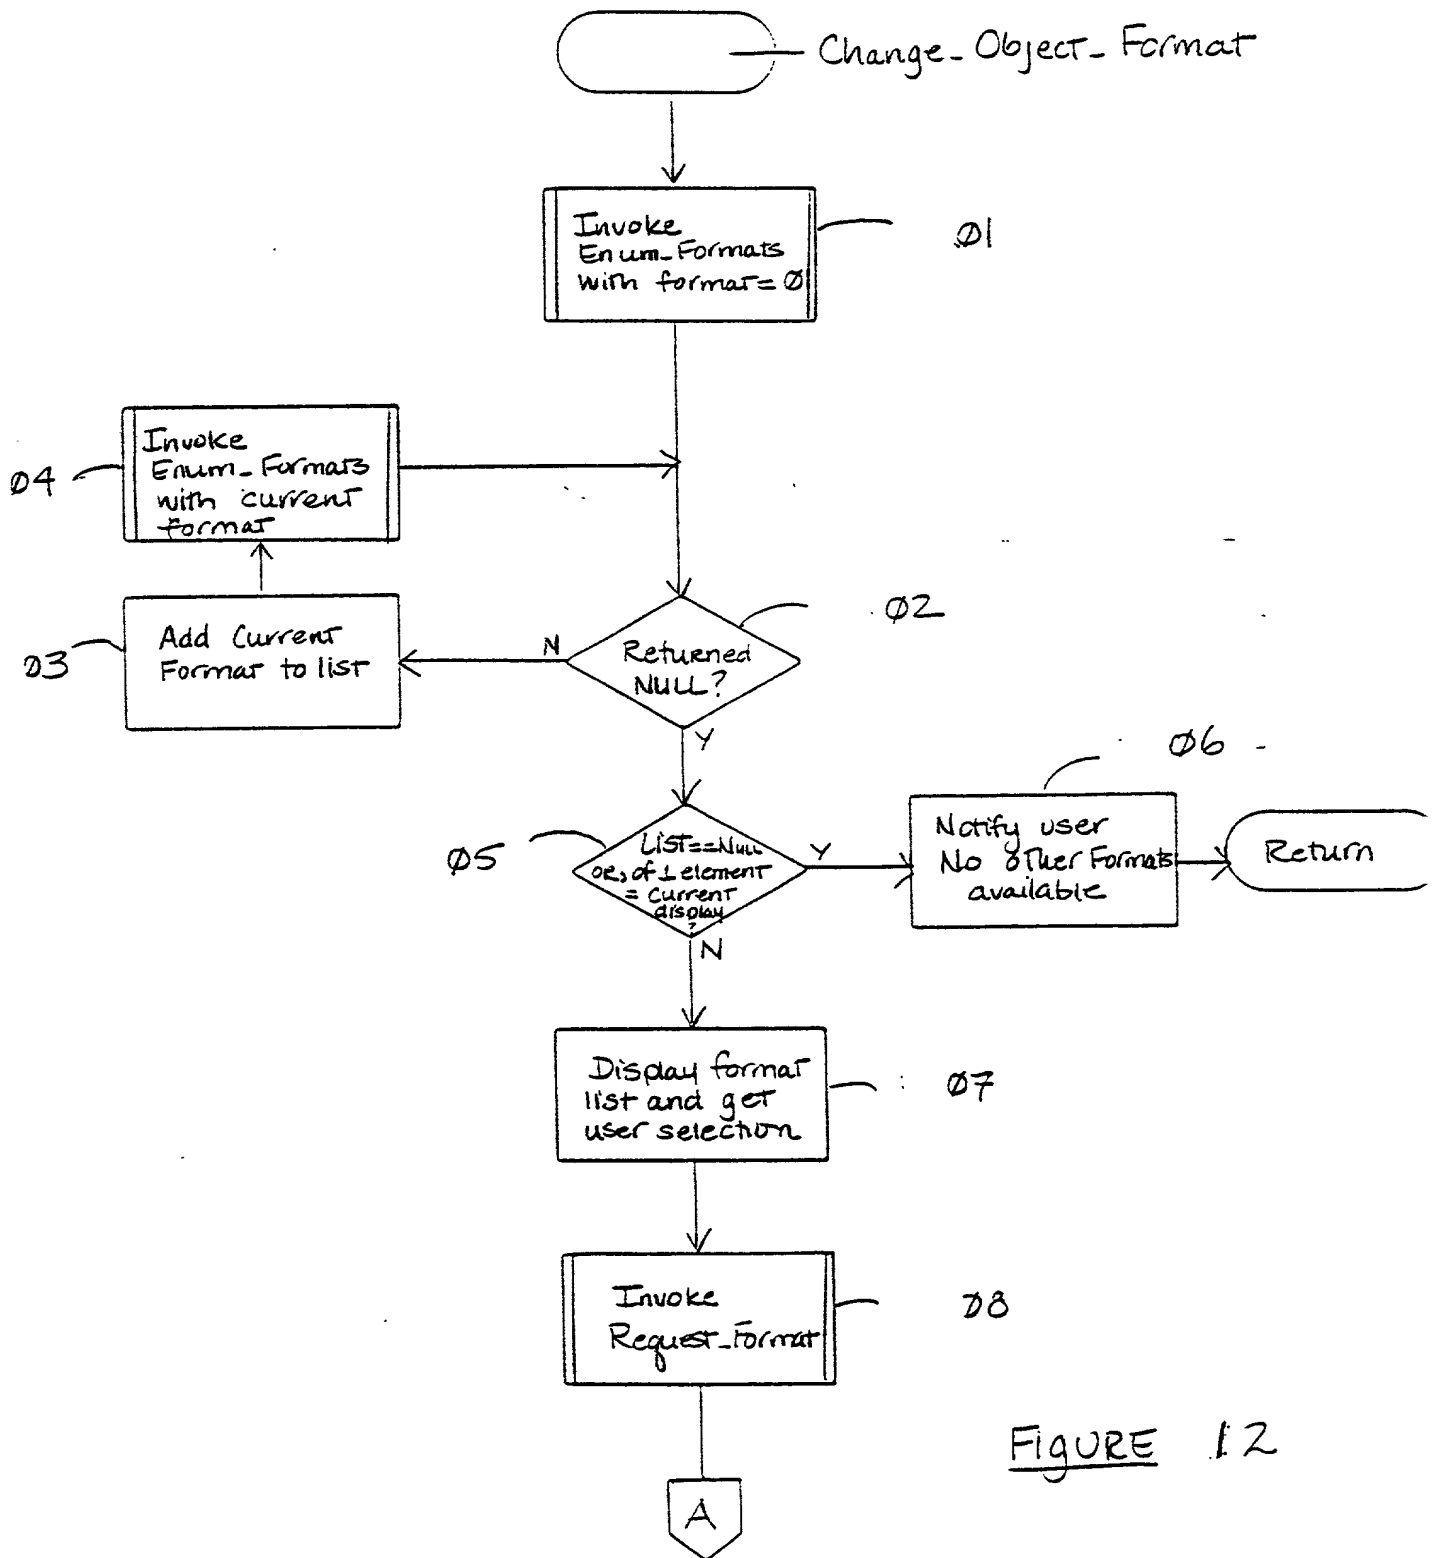 Change_Object_Format
Invoke
Enum_Formats
with format=Ø
Ø1
Invoke
Enum_Formats
with current
format
Ø4
Ø2
Returned
NULL?
N
Y
Add Current
Format to list
Ø3
Ø6
Ø5
List==Null
or, of 1 element
= Current
display
?
Y
N
Notify user
No other Formats
available
Return
Display format
list and get
user selection
Ø7
Invoke
Request_Format
Ø8
FIGURE 12
A